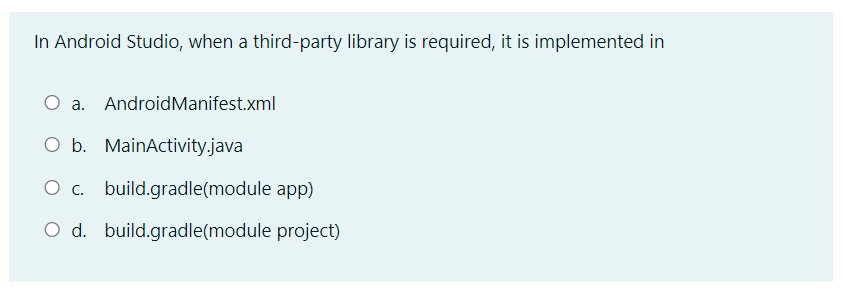 In Android Studio, when a third-party library is required, it is implemented in
a. AndroidManifest.xml
b. MainActivity.java
c. build.gradle(module app)
d. build.gradle(module project)